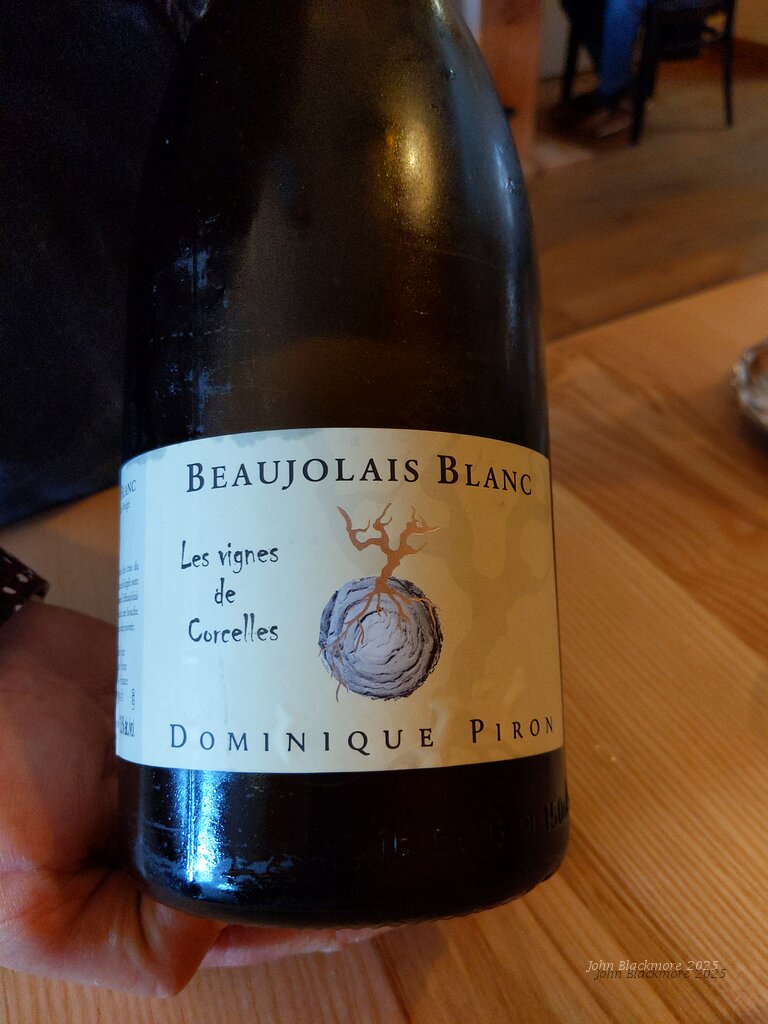 BEAUJOLAIS BLANC
Les vignes
de
Corcelles
DOMINIQUE PIRON
John Blackmore 2025
John Blackmore 2025